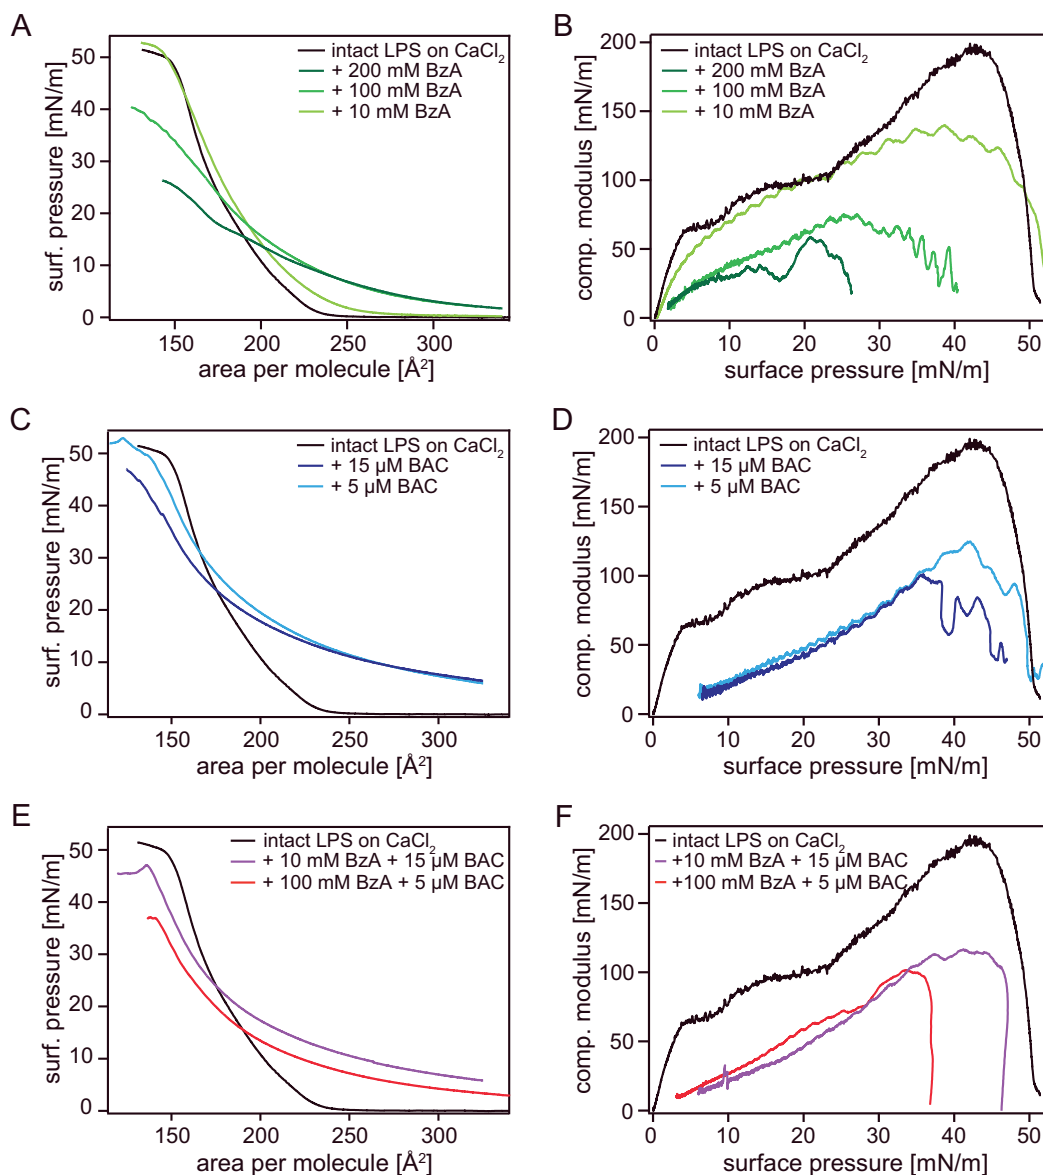 A
surf. pressure [mN/m]
50
40
30
20
10
0
intact LPS on CaCl₂
+ 200 mM BzA
+ 100 mM BzA
+ 10 mM BzA
150 200 250 300
area per molecule [Å²]
B
comp. modulus [mN/m]
200
150
100
50
0
intact LPS on CaCl₂
+ 200 mM BzA
+ 100 mM BzA
+ 10 mM BzA
0 10 20 30 40 50
surface pressure [mN/m]
C
surf. pressure [mN/m]
50
40
30
20
10
0
intact LPS on CaCl₂
+ 15 µM BAC
+ 5 µM BAC
150 200 250 300
area per molecule [Å²]
D
comp. modulus [mN/m]
200
150
100
50
0
intact LPS on CaCl₂
+ 15 µM BAC
+ 5 µM BAC
0 10 20 30 40 50
surface pressure [mN/m]
E
surf. pressure [mN/m]
50
40
30
20
10
0
intact LPS on CaCl₂
+ 10 mM BzA + 15 µM BAC
+ 100 mM BzA + 5 µM BAC
150 200 250 300
area per molecule [Å²]
F
comp. modulus [mN/m]
200
150
100
50
0
intact LPS on CaCl₂
+10 mM BzA + 15 µM BAC
+100 mM BzA + 5 µM BAC
0 10 20 30 40 50
surface pressure [mN/m]